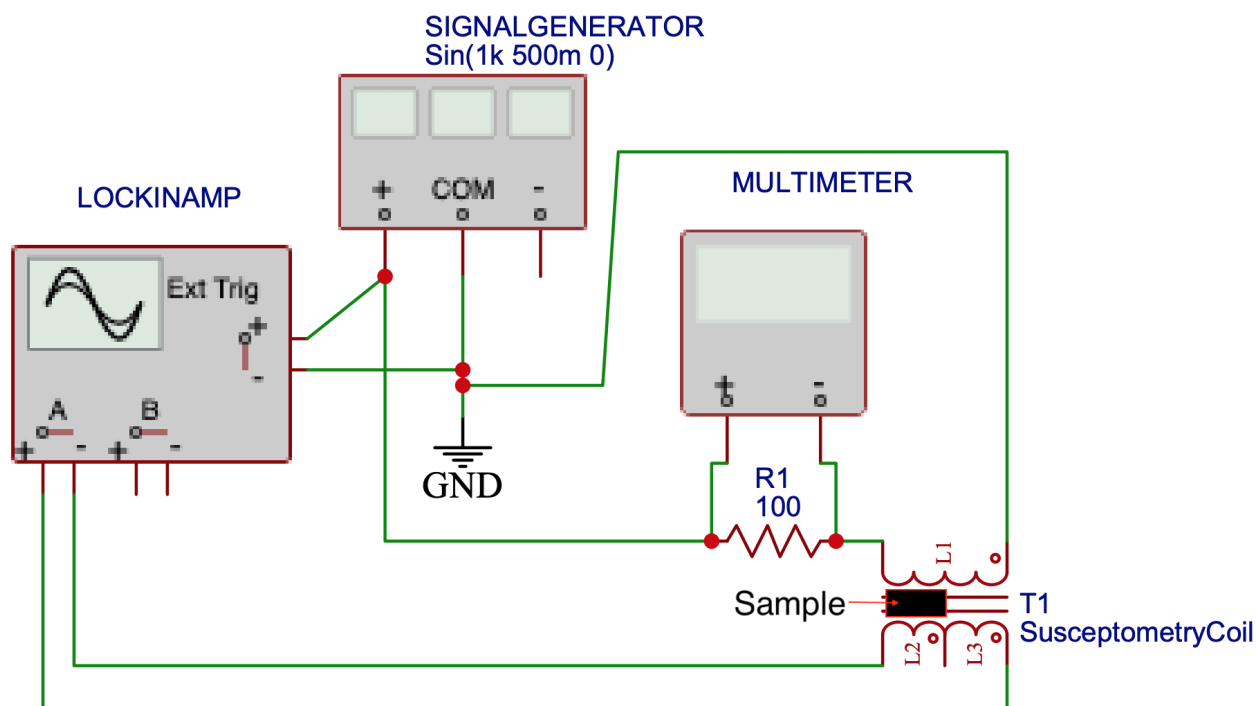 SIGNALGENERATOR
Sin(1k 500m 0)
+ COM -
LOCKINAMP
MULTIMETER
Ext Trig
+
-
A B
+ - + -
+ -
GND
R1
100
L1
Sample
T1
SusceptometryCoil
L2 L3